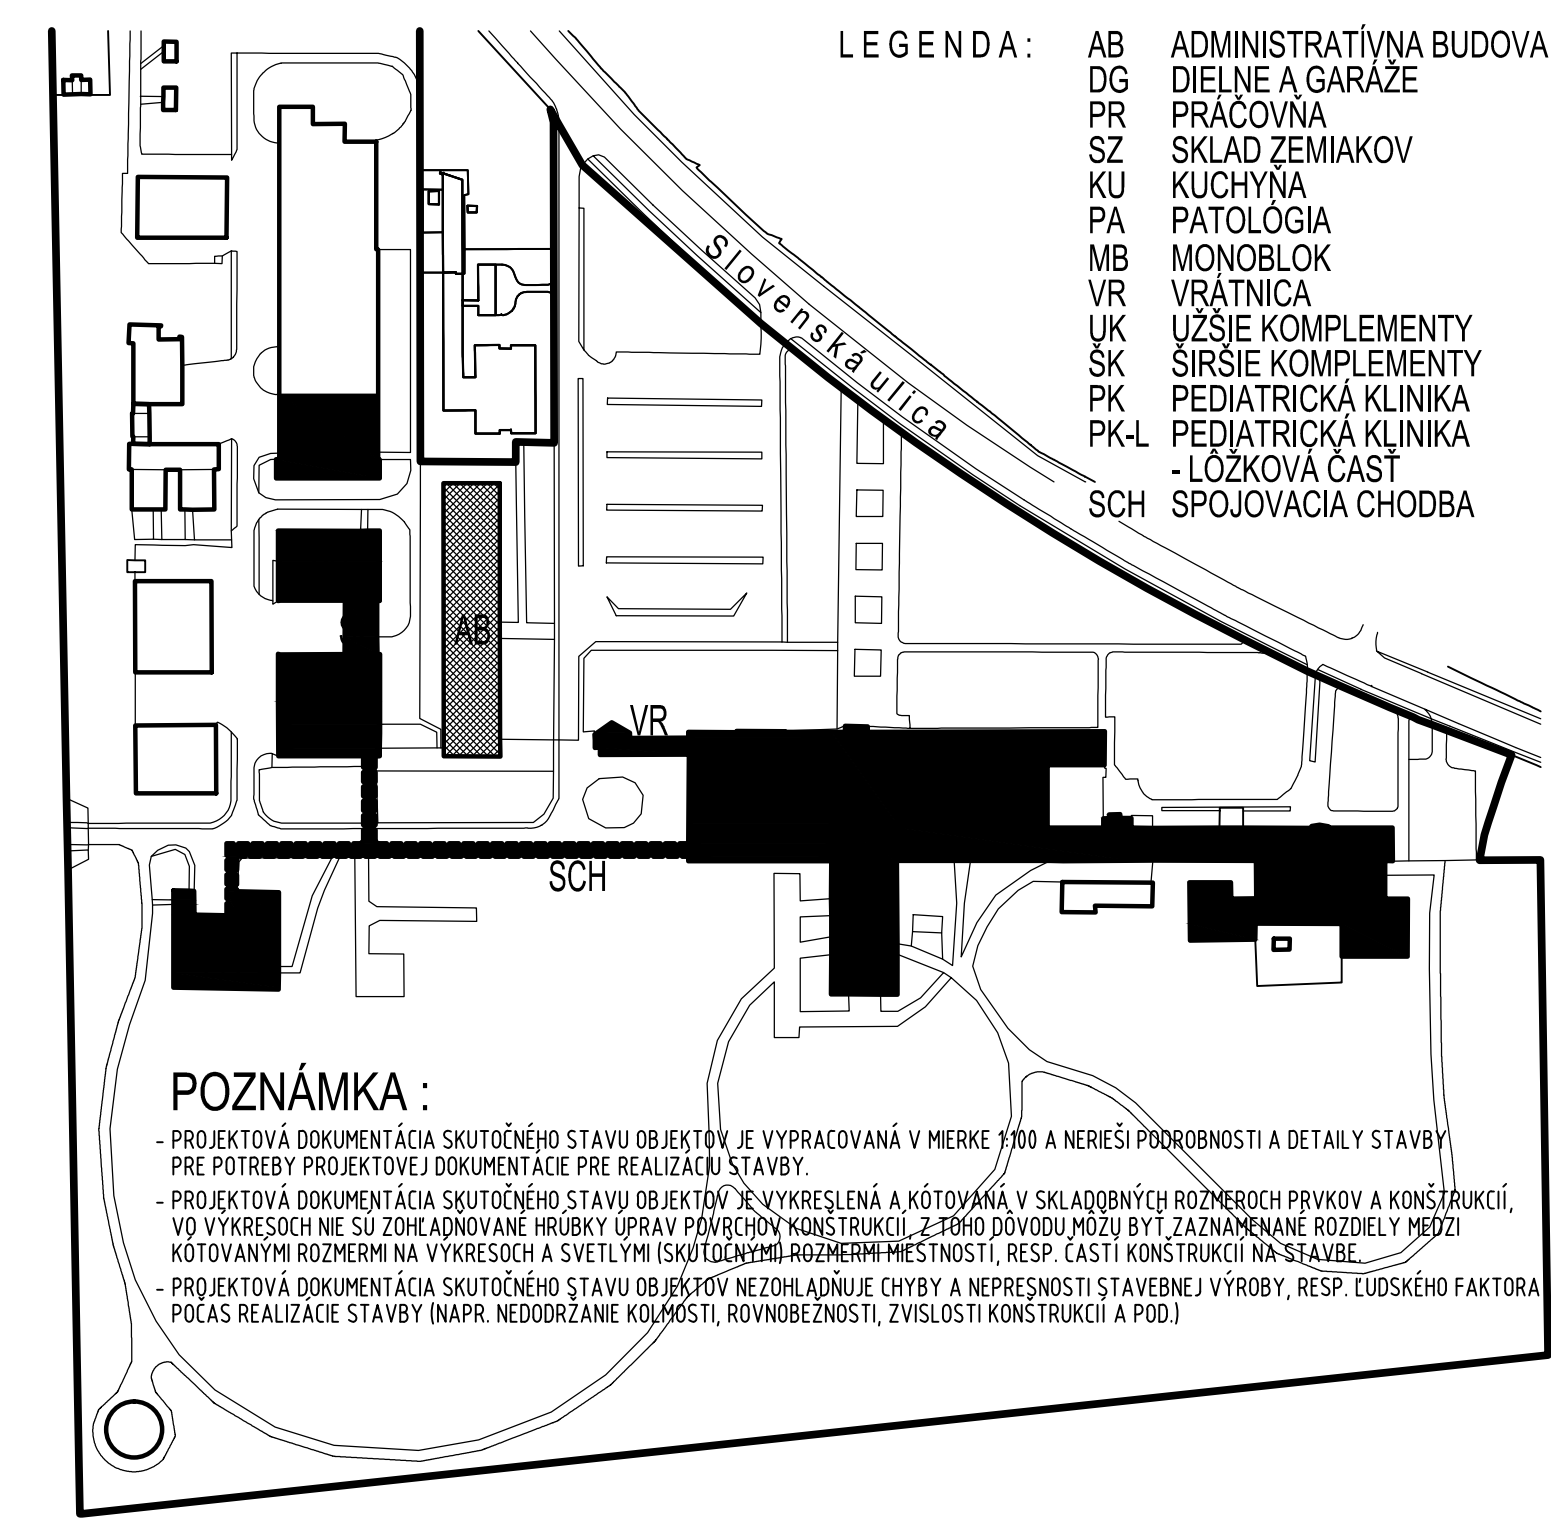 LEGENDA:
AB ADMINISTRATÍVNA BUDOVA
DG DIELNE A GARÁŽE
PR PRÁČOVŇA
SZ SKLAD ZEMIAKOV
KU KUCHYŇA
PA PATOLÓGIA
MB MONOBLOK
VR VRÁTNICA
UK UŽŠIE KOMPLEMENTY
ŠK ŠIRŠIE KOMPLEMENTY
PK PEDIATRICKÁ KLINIKA
PK-L PEDIATRICKÁ KLINIKA
- LÔŽKOVÁ ČASŤ
SCH SPOJOVACIA CHODBA
Slovenská ulica
AB
VR
SCH
POZNÁMKA :
- PROJEKTOVÁ DOKUMENTÁCIA SKUTOČNÉHO STAVU OBJEKTOV JE VYPRACOVANÁ V MIERKE 1:100 A NERIEŠI PODROBNOSTI A DETAILY STAVBY
PRE POTREBY PROJEKTOVEJ DOKUMENTÁCIE PRE REALIZÁCIU STAVBY.
- PROJEKTOVÁ DOKUMENTÁCIA SKUTOČNÉHO STAVU OBJEKTOV JE VYKRESLENÁ A KÓTOVANÁ V SKLADOBNÝCH ROZMEROCH PRVKOV A KONŠTRUKCIÍ,
VO VÝKRESOCH NIE SÚ ZOHĽADŇOVANÉ HRÚBKY ÚPRAV POVRCHOV KONŠTRUKCIÍ, Z TOHO DÔVODU MÔŽU BYŤ ZAZNAMENANÉ ROZDIELY MEDZI
KÓTOVANÝMI ROZMERMI NA VÝKRESOCH A SVETLÝMI (SKUTOČNÝMI) ROZMERMI MIESTNOSTÍ, RESP. ČASTÍ KONŠTRUKCIÍ NA STAVBE.
- PROJEKTOVÁ DOKUMENTÁCIA SKUTOČNÉHO STAVU OBJEKTOV NEZOHĽADŇUJE CHYBY A NEPRESNOSTI STAVEBNEJ VÝROBY, RESP. ĽUDSKÉHO FAKTORA
POČAS REALIZÁCIE STAVBY (NAPR. NEDODRŽANIE KOLMOSTI, ROVNOBEŽNOSTI, ZVISLOSTI KONŠTRUKCIÍ A POD.)